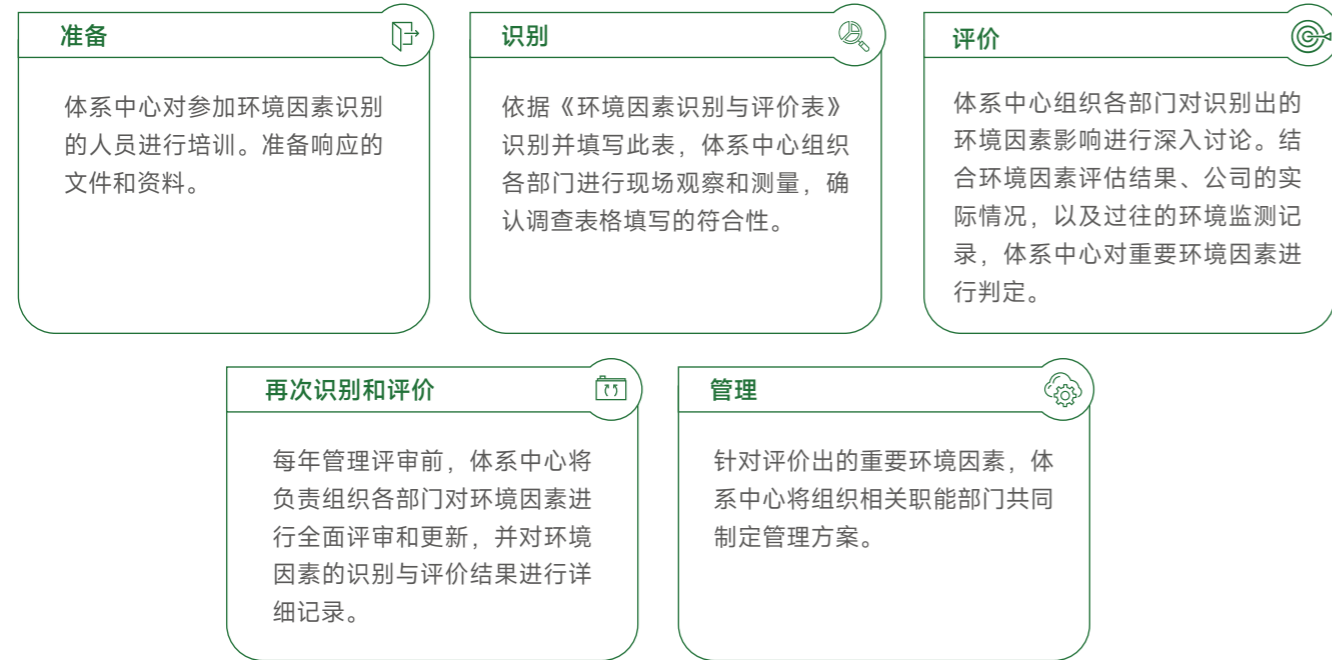 准备
体系中心对参加环境因素识别
的人员进行培训。准备响应的
文件和资料。
识别
依据《环境因素识别与评价表》
识别并填写此表，体系中心组织
各部门进行现场观察和测量，确
认调查表格填写的符合性。
评价
体系中心组织各部门对识别出的
环境因素影响进行深入讨论。结
合环境因素评估结果、公司的实
际情况，以及过往的环境监测记
录，体系中心对重要环境因素进
行判定。
再次识别和评价
每年管理评审前，体系中心将
负责组织各部门对环境因素进
行全面评审和更新，并对环境
因素的识别与评价结果进行详
细记录。
管理
针对评价出的重要环境因素，体
系中心将组织相关职能部门共同
制定管理方案。